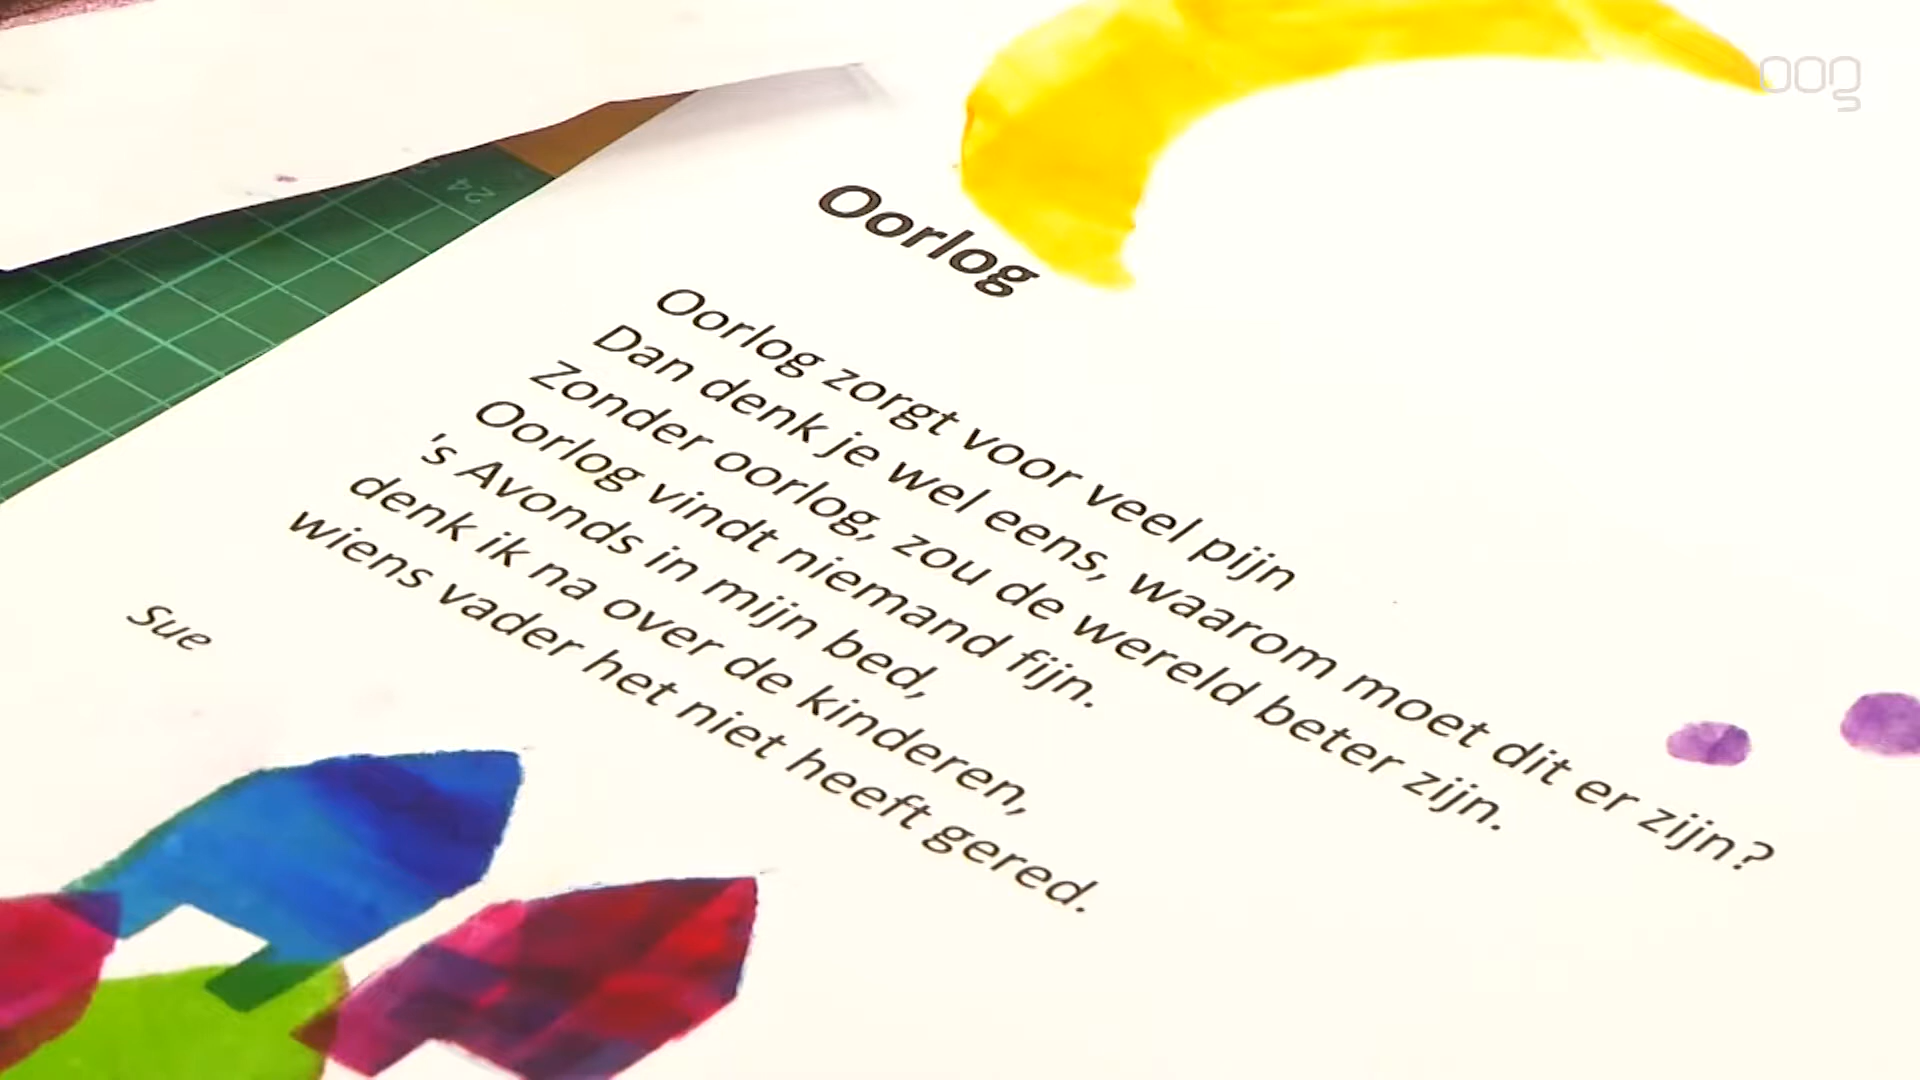 oog
24
Oorlog
Oorlog zorgt voor veel pijn
Dan denk je wel eens, waarom moet dit er zijn?
Zonder oorlog, zou de wereld beter zijn.
Oorlog vindt niemand fijn.
's Avonds in mijn bed,
denk ik na over de kinderen,
wiens vader het niet heeft gered.
Sue